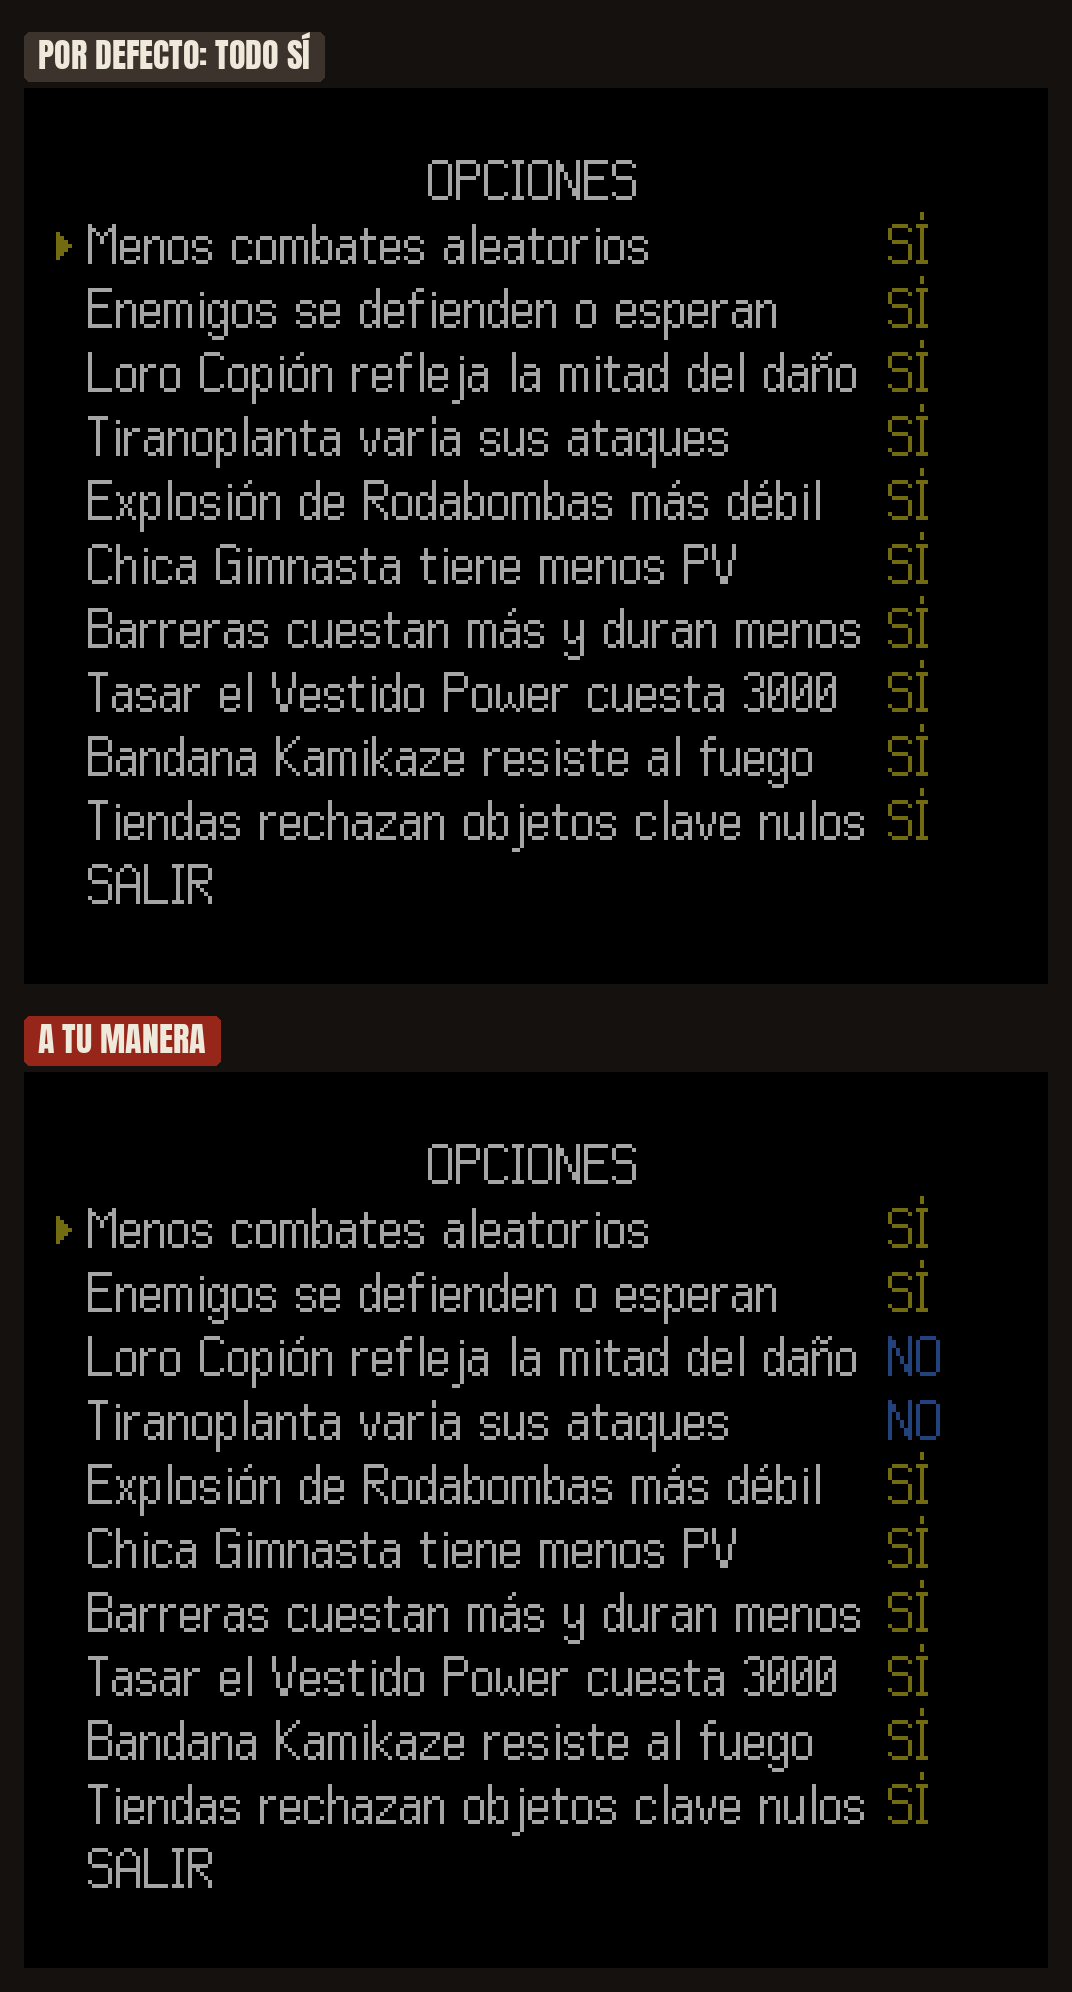 POR DEFECTO: TODO SÍ
OPCIONES
Menos combates aleatorios SÍ
Enemigos se defienden o esperan SÍ
Loro Copión refleja la mitad del daño SÍ
Tiranoplanta varia sus ataques SÍ
Explosión de Rodabombas más débil SÍ
Chica Gimnasta tiene menos PV SÍ
Barreras cuestan más y duran menos SÍ
Tasar el Vestido Power cuesta 3000 SÍ
Bandana Kamikaze resiste al fuego SÍ
Tiendas rechazan objetos clave nulos SÍ
SALIR
A TU MANERA
OPCIONES
Menos combates aleatorios SÍ
Enemigos se defienden o esperan SÍ
Loro Copión refleja la mitad del daño NO
Tiranoplanta varia sus ataques NO
Explosión de Rodabombas más débil SÍ
Chica Gimnasta tiene menos PV SÍ
Barreras cuestan más y duran menos SÍ
Tasar el Vestido Power cuesta 3000 SÍ
Bandana Kamikaze resiste al fuego SÍ
Tiendas rechazan objetos clave nulos SÍ
SALIR